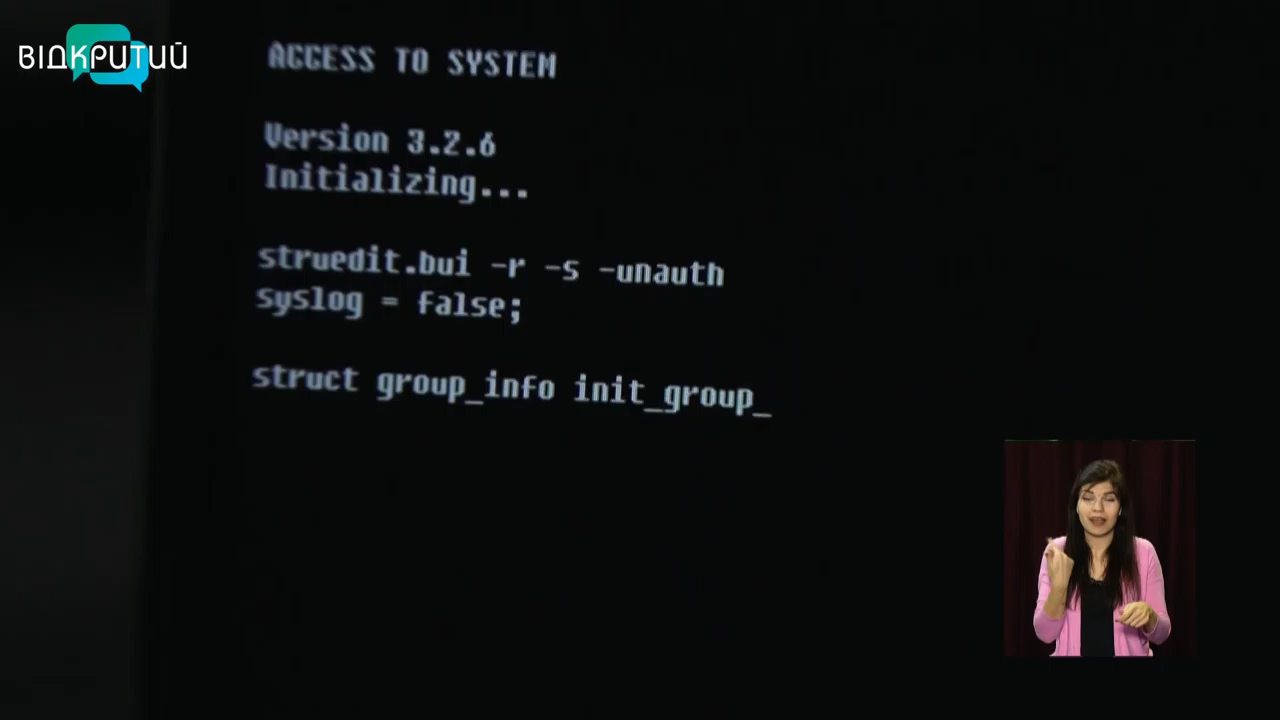 ВІДКРИТИЙ
ACCESS TO SYSTEM
Version 3.2.6
Initializing...
struedit.bui -r -s -unauth
syslog = false;
struct group_info init_group_